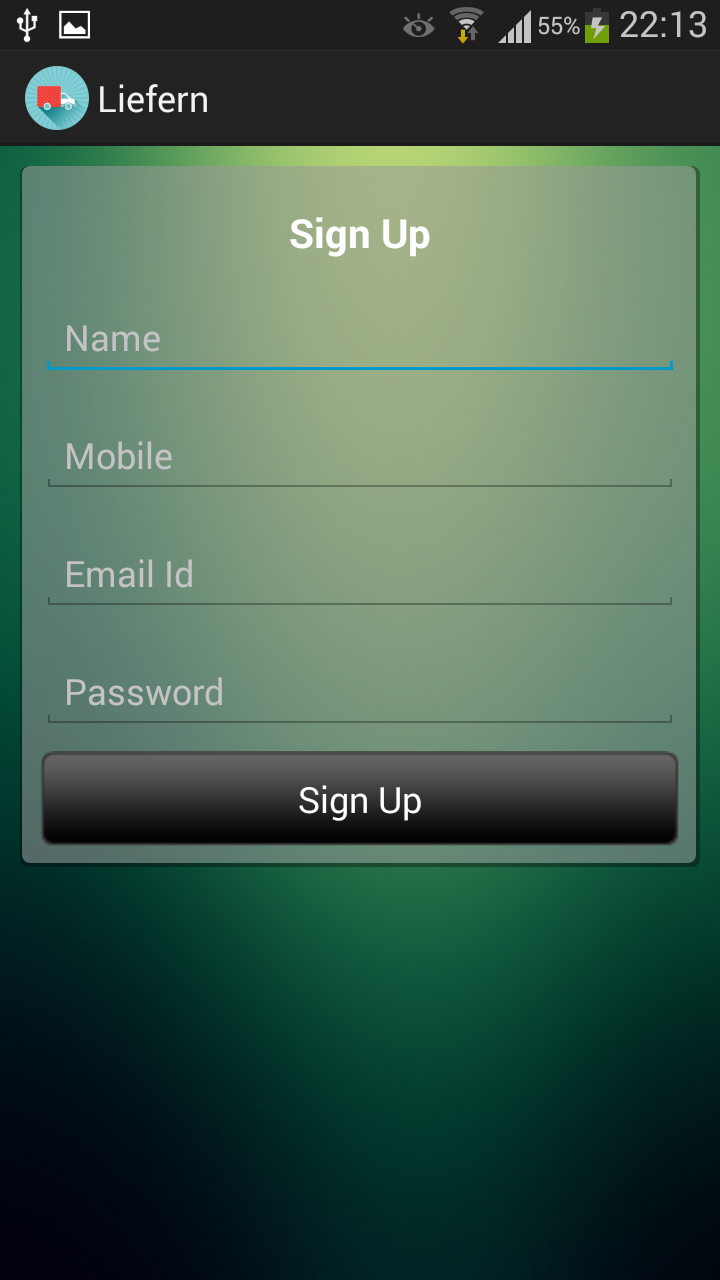 55% 22:13
Liefern
Sign Up
Name
Mobile
Email Id
Password
Sign Up